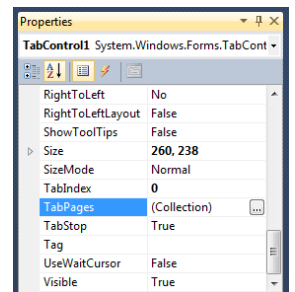 Properties
TabControl1 System.Windows.Forms.TabCont
RightToLeft No
RightToLeftLayout False
ShowToolTips False
Size 260, 238
SizeMode Normal
TabIndex 0
TabPages (Collection) ...
TabStop True
Tag
UseWaitCursor False
Visible True